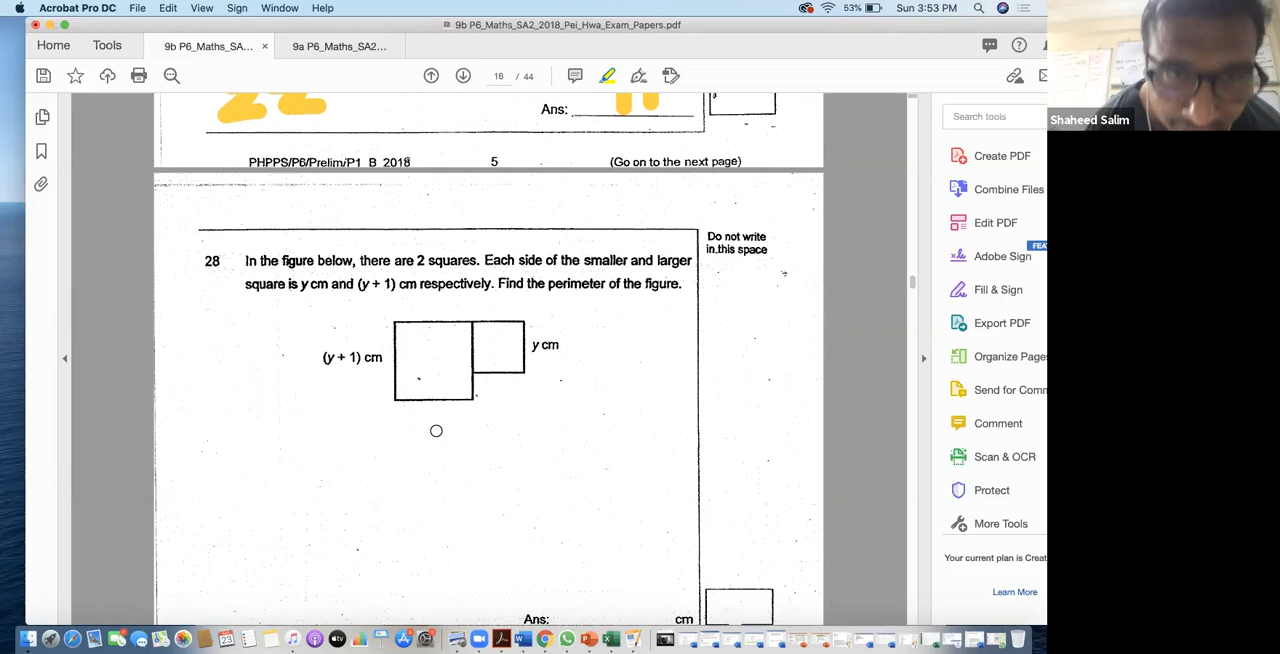 Acrobat Pro DC File Edit View Sign Window Help
53% Sun 3:53 PM
9b P6_Maths_SA2_2018_Pei_Hwa_Exam_Papers.pdf
Home Tools 9b P6_Maths_SA... × 9a P6_Maths_SA2...
16 / 44
Search tools
Shaheed Salim
22
Ans:
PHPPS/P6/Prelim/P1_B_2018 5 (Go on to the next page)
Do not write
in this space
28 In the figure below, there are 2 squares. Each side of the smaller and larger
square is y cm and (y + 1) cm respectively. Find the perimeter of the figure.
(y + 1) cm
y cm
Ans: cm
Create PDF
Combine Files
Edit PDF
Adobe Sign
Fill & Sign
Export PDF
Organize Pages
Send for Comm
Comment
Scan & OCR
Protect
More Tools
Your current plan is Creat
Learn More